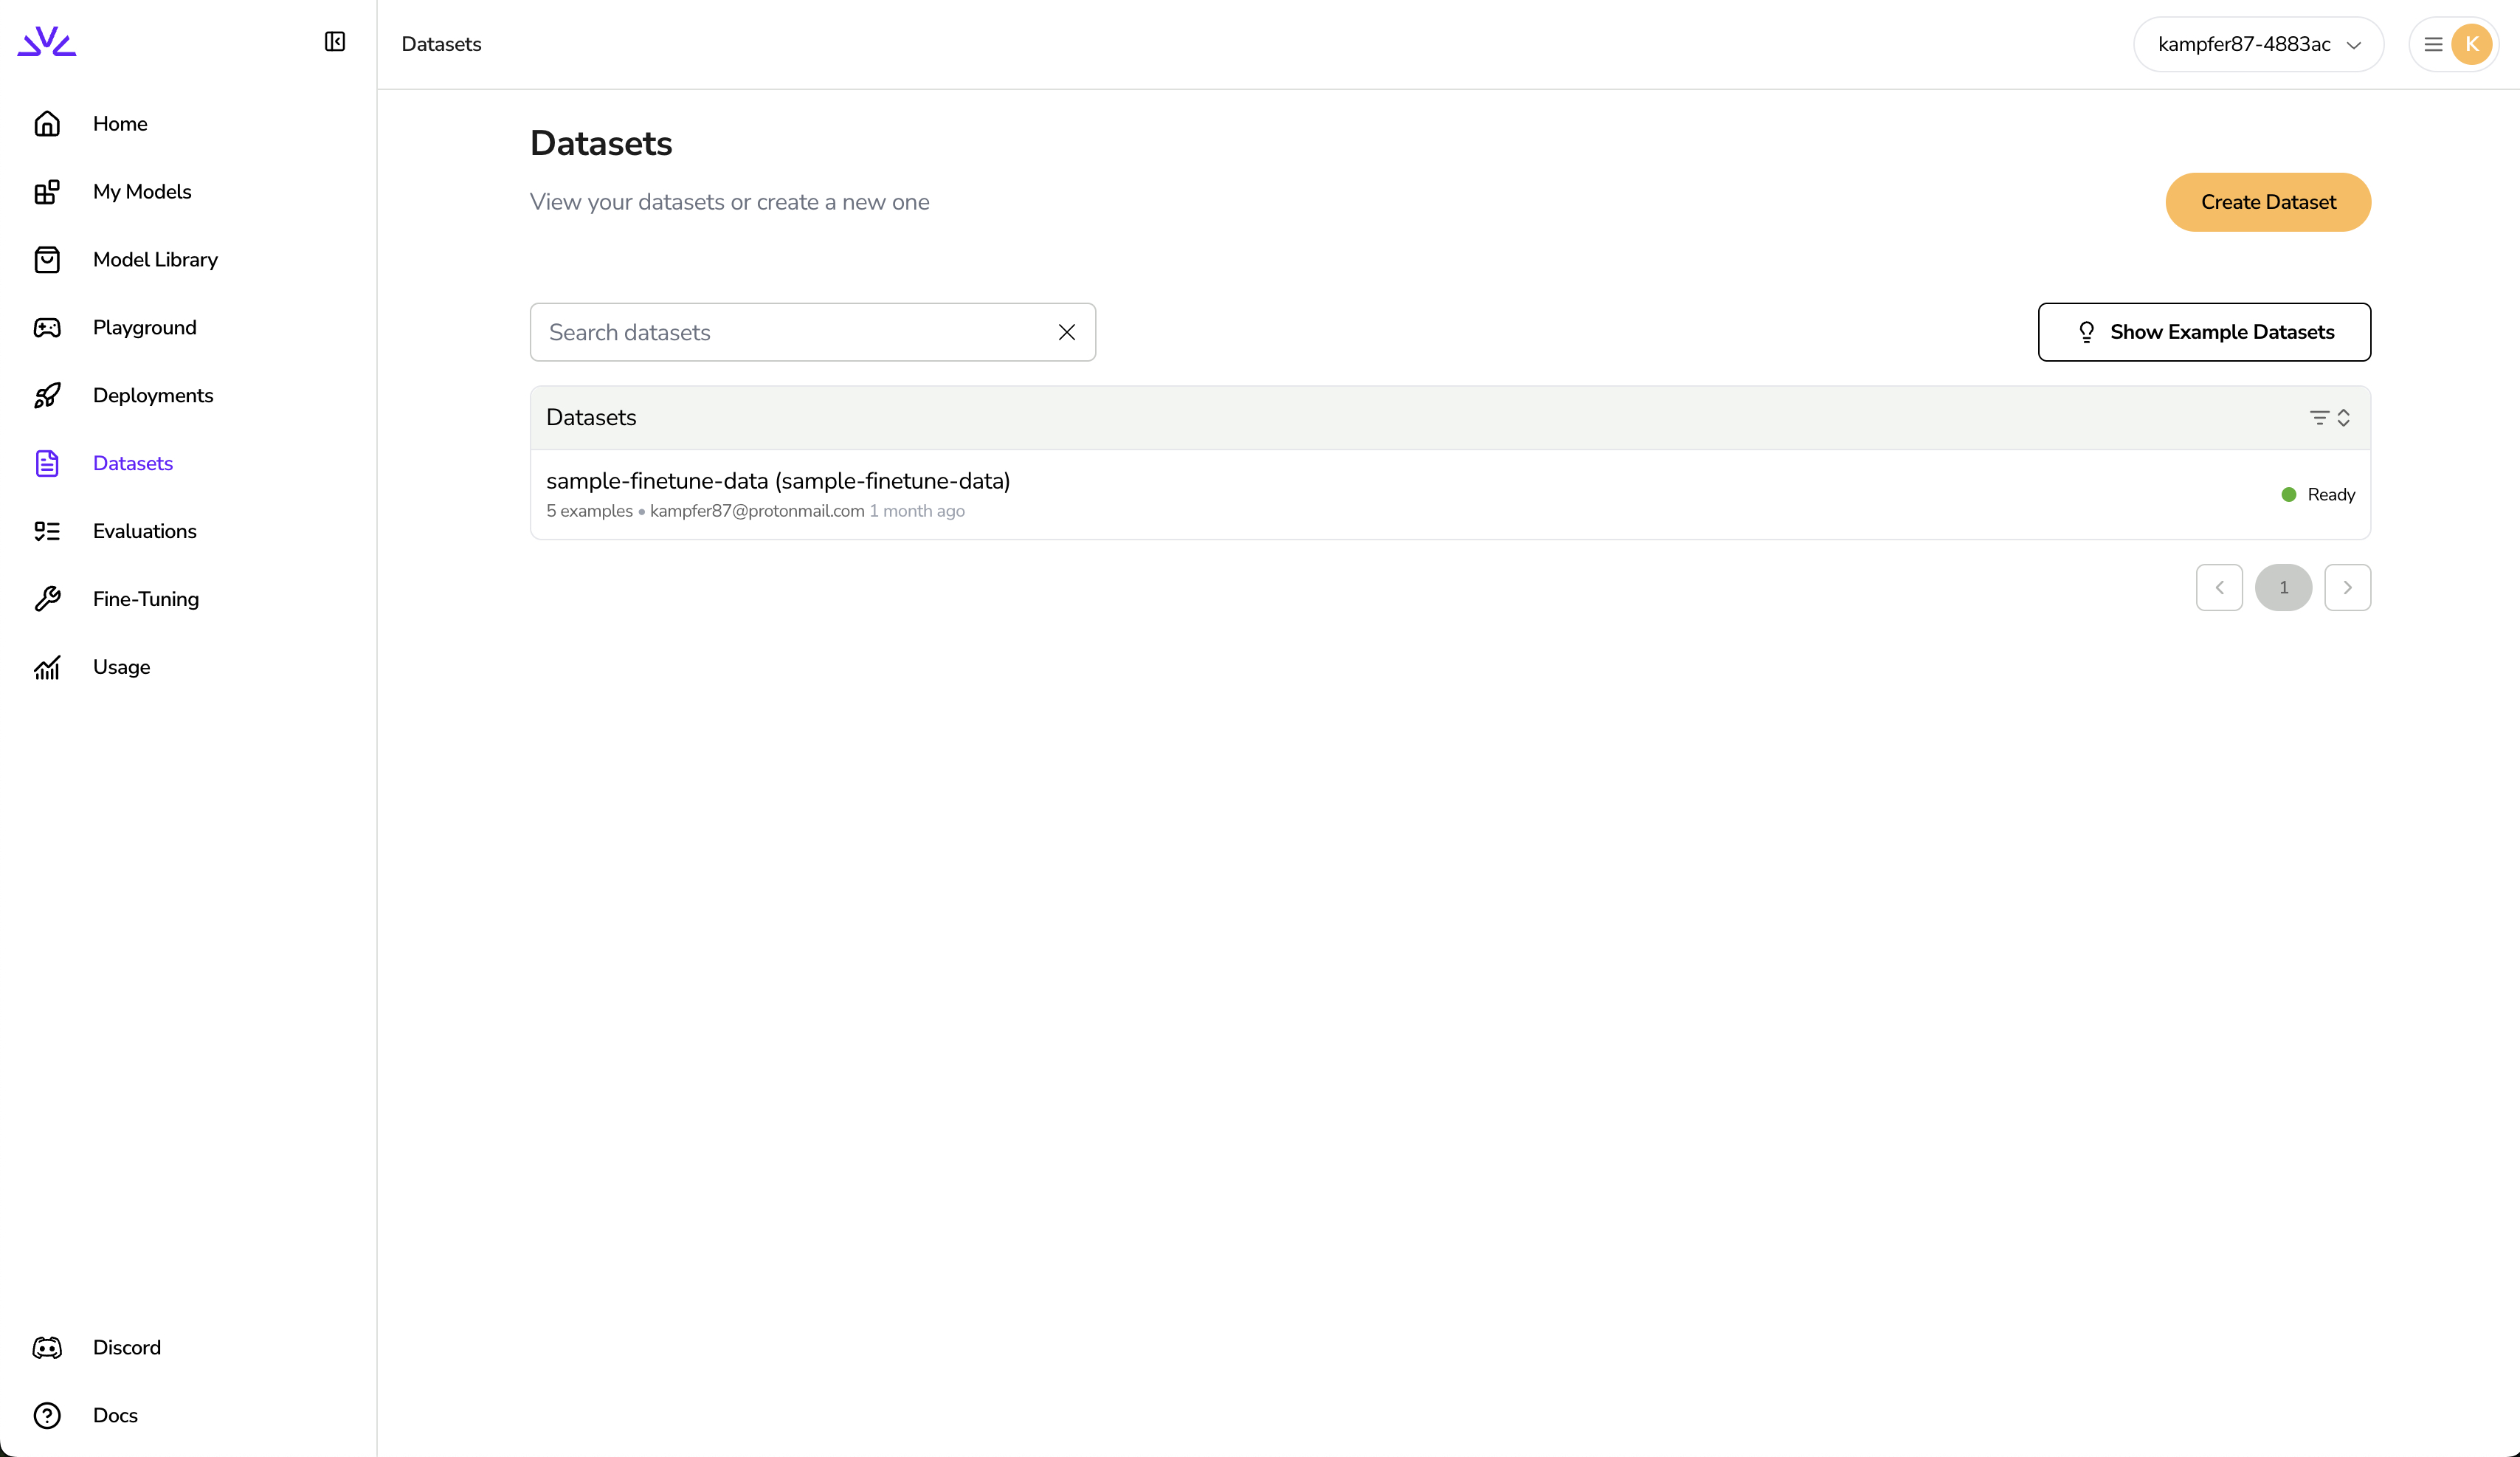 Datasets
kampfer87-4883ac
K
Home
My Models
Model Library
Playground
Deployments
Datasets
Evaluations
Fine-Tuning
Usage
Discord
Docs
Datasets
View your datasets or create a new one
Create Dataset
Search datasets
Show Example Datasets
Datasets
sample-finetune-data (sample-finetune-data)
5 examples • kampfer87@protonmail.com 1 month ago
Ready
1